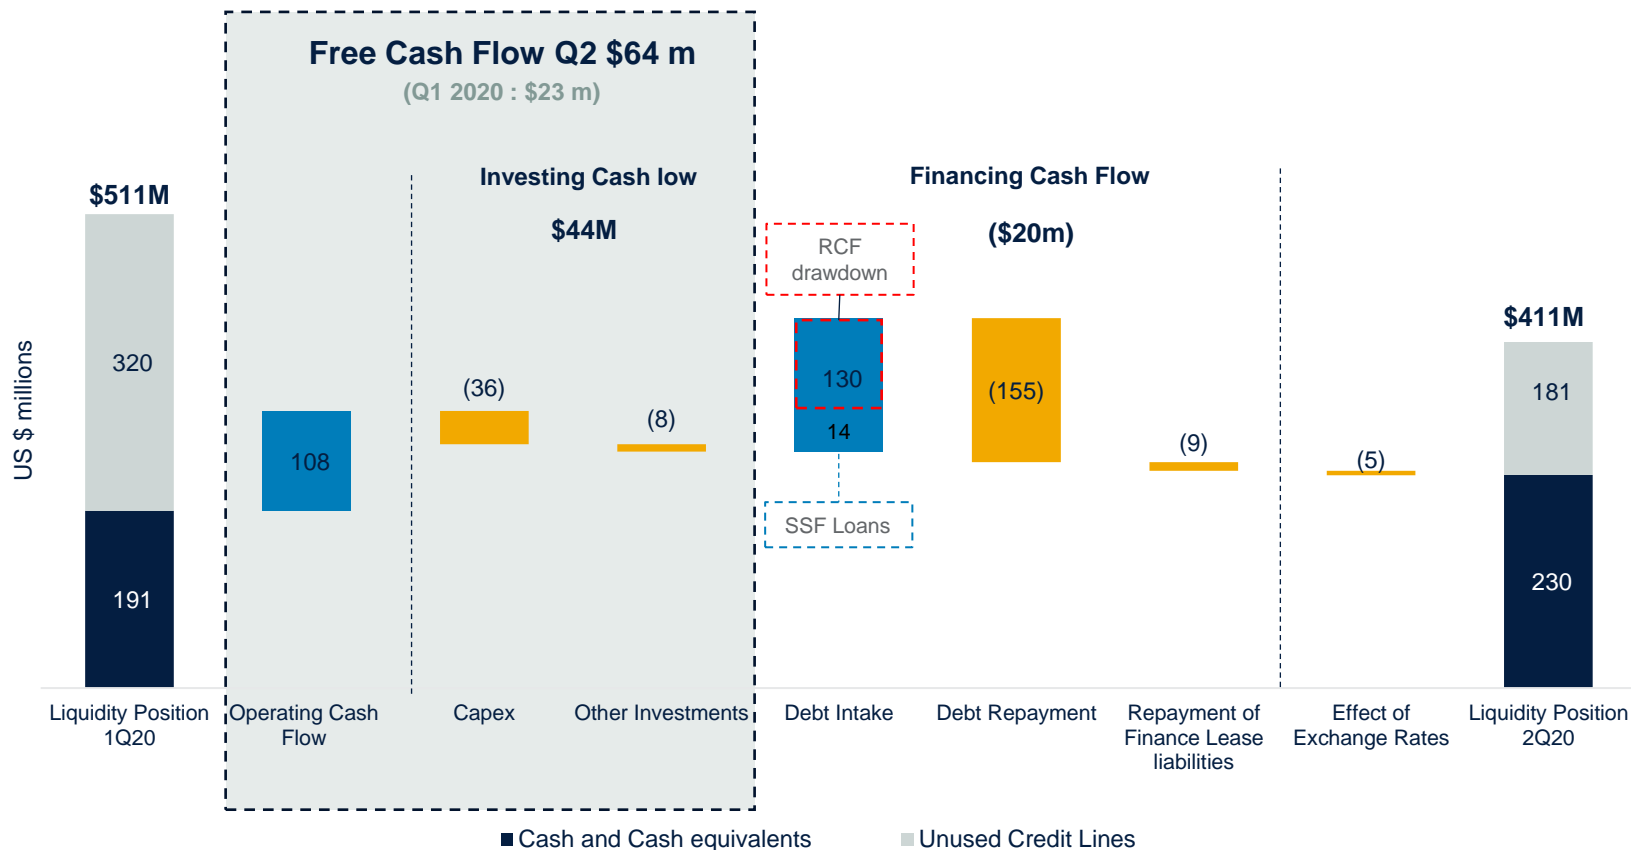 Free Cash Flow Q2 $64 m
(Q1 2020 : $23 m)
Investing Cash low
$44M
Financing Cash Flow
($20m)
$511M
320
191
108
(36)
(8)
RCF
drawdown
130
14
SSF Loans
(155)
(9)
(5)
$411M
181
230
US $ millions
Liquidity Position
1Q20
Operating Cash
Flow
Capex
Other Investments
Debt Intake
Debt Repayment
Repayment of
Finance Lease
liabilities
Effect of
Exchange Rates
Liquidity Position
2Q20
Cash and Cash equivalents
Unused Credit Lines